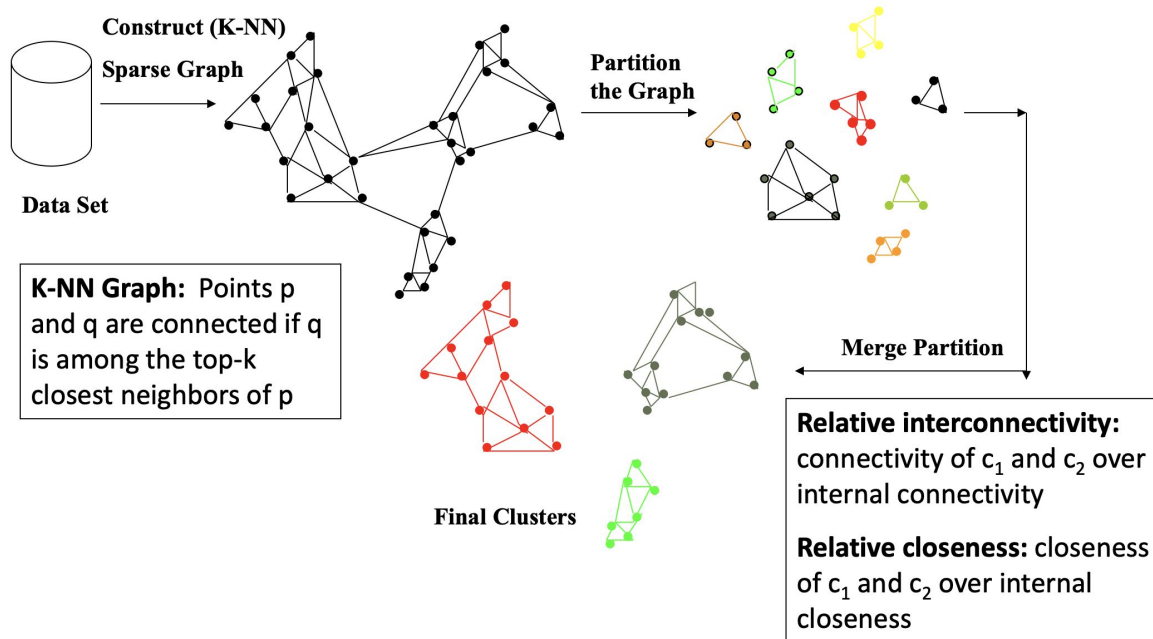 Construct (K-NN)
Sparse Graph
Data Set
Partition
the Graph
K-NN Graph: Points p
and q are connected if q
is among the top-k
closest neighbors of p
Merge Partition
Final Clusters
Relative interconnectivity:
connectivity of c₁ and c₂ over
internal connectivity
Relative closeness: closeness
of c₁ and c₂ over internal
closeness